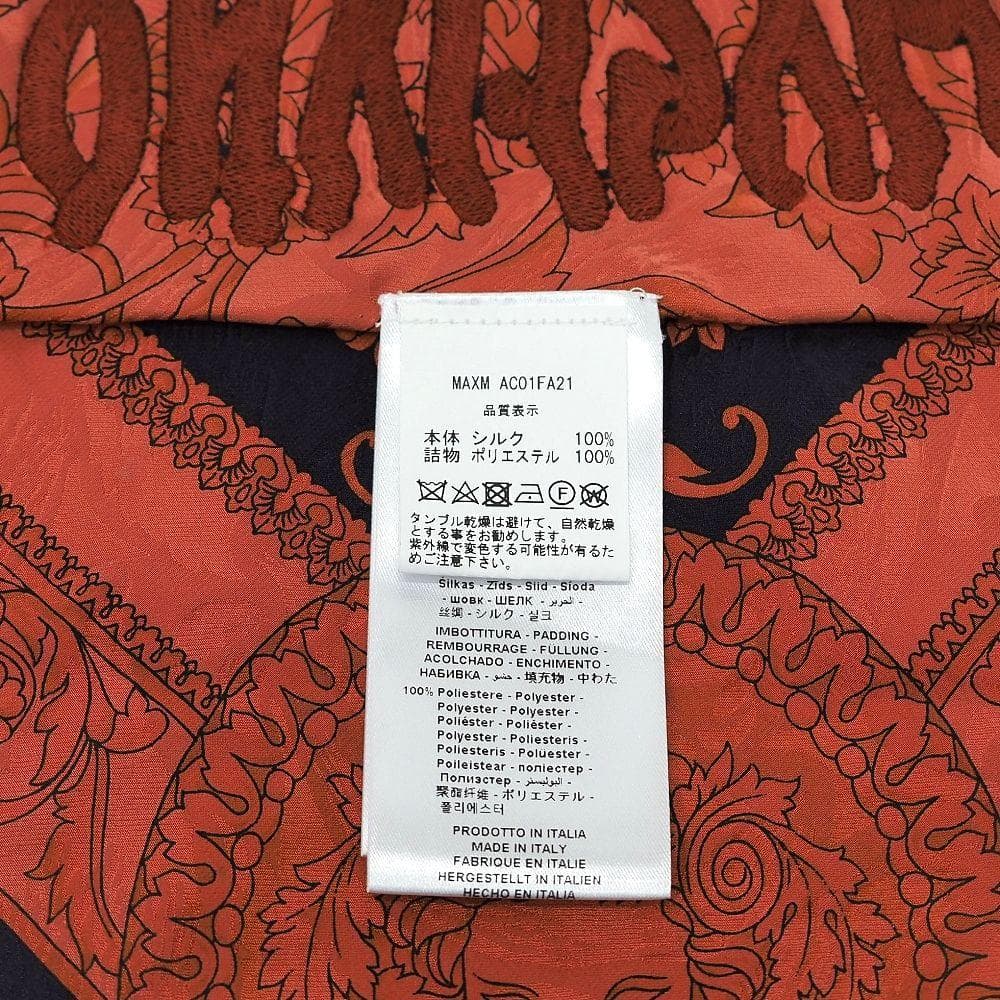 MAXM AC01FA21
品質表示
本体 シルク 100%
詰物 ポリエステル 100%
F W
タンブル乾燥は避けて、自然乾燥
とする事をお勧めします。
紫外線で変色する可能性が有るた
めご注意下さい。
Silkas - Zids - Siid - Sioda
- шовк - ШЕЛК - الحرير -
丝绸 - シルク - 실크
IMBOTTITURA - PADDING -
REMBOURRAGE - FÜLLUNG -
ACOLCHADO - ENCHIMENTO -
НАБИВКА - حشو - 填充物 - 中わた
100% Poliestere - Polyester -
Polyester - Polyester -
Poliéster - Poliéster -
Polyester - Poliesteris -
Poliesteris - Polüester -
Poileistear - поліестер -
Полиэстер - البوليستر -
聚酯纤维 - ポリエステル -
폴리에스터
PRODOTTO IN ITALIA
MADE IN ITALY
FABRIQUE EN ITALIE
HERGESTELLT IN ITALIEN
HECHO EN ITALIA